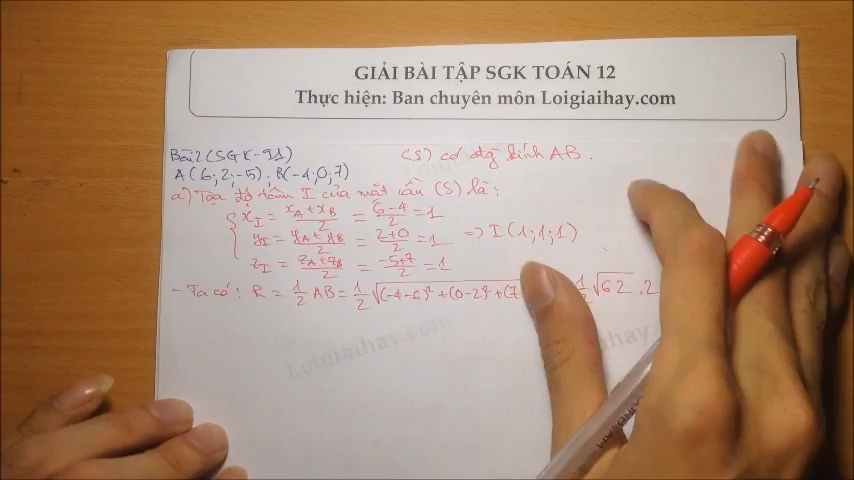 GIẢI BÀI TẬP SGK TOÁN 12
Thực hiện: Ban chuyên môn Loigiaihay.com
Bài 2 (SGK-91) (S) có đg kính AB.
A(6;2;-5); B(-4;0;7)
a) Tọa độ tâm I của mặt cầu (S) là:
x_I = (x_A + x_B)/2 = (6-4)/2 = 1
y_I = (y_A + y_B)/2 = (2+0)/2 = 1 => I(1;1;1)
z_I = (z_A + z_B)/2 = (-5+7)/2 = 1
- Ta có: R = 1/2 AB = 1/2 √(-4-6)² + (0-2)² + (7 1/2 √62 . 2
Loigiaihay.com